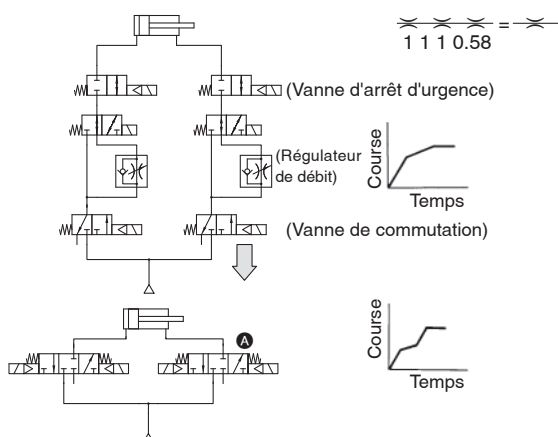 =
1 1 1 0.58
(Vanne d'arrêt d'urgence)
(Régulateur
de débit)
Course
Temps
(Vanne de commutation)
A
Course
Temps